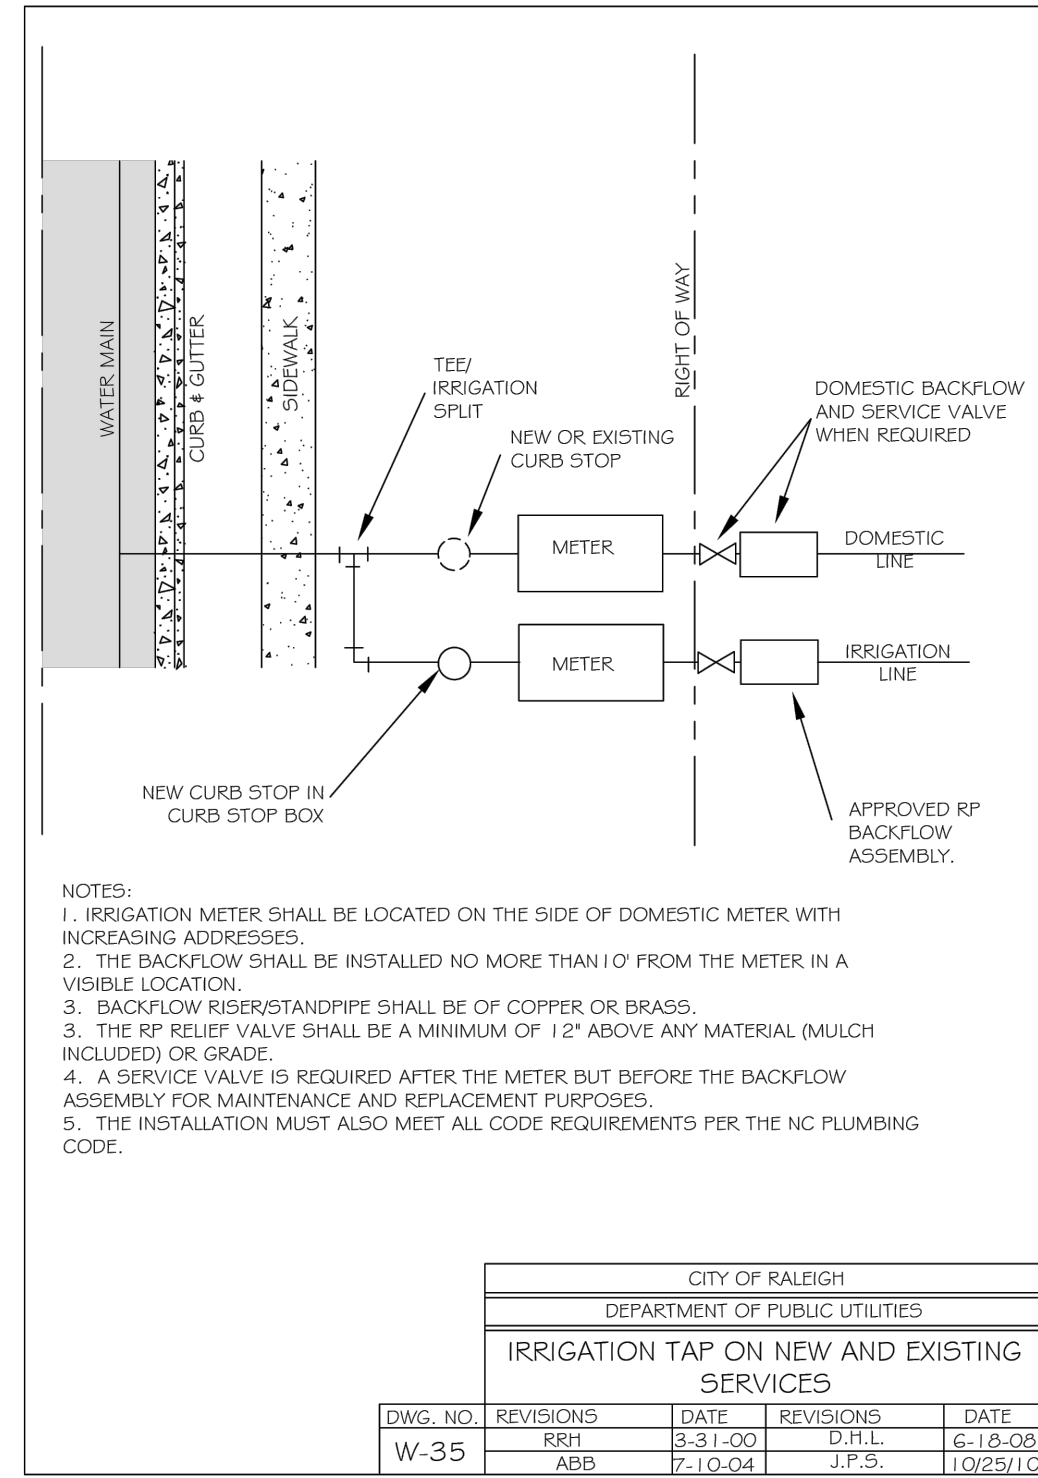 WATER MAIN
CURB & GUTTER
SIDEWALK
RIGHT OF WAY
TEE/
IRRIGATION
SPLIT
NEW OR EXISTING
CURB STOP
DOMESTIC BACKFLOW
AND SERVICE VALVE
WHEN REQUIRED
METER
DOMESTIC
LINE
METER
IRRIGATION
LINE
NEW CURB STOP IN
CURB STOP BOX
APPROVED RP
BACKFLOW
ASSEMBLY.
NOTES:
1. IRRIGATION METER SHALL BE LOCATED ON THE SIDE OF DOMESTIC METER WITH
INCREASING ADDRESSES.
2. THE BACKFLOW SHALL BE INSTALLED NO MORE THAN 10' FROM THE METER IN A
VISIBLE LOCATION.
3. BACKFLOW RISER/STANDPIPE SHALL BE OF COPPER OR BRASS.
3. THE RP RELIEF VALVE SHALL BE A MINIMUM OF 12" ABOVE ANY MATERIAL (MULCH
INCLUDED) OR GRADE.
4. A SERVICE VALVE IS REQUIRED AFTER THE METER BUT BEFORE THE BACKFLOW
ASSEMBLY FOR MAINTENANCE AND REPLACEMENT PURPOSES.
5. THE INSTALLATION MUST ALSO MEET ALL CODE REQUIREMENTS PER THE NC PLUMBING
CODE.
CITY OF RALEIGH
DEPARTMENT OF PUBLIC UTILITIES
IRRIGATION TAP ON NEW AND EXISTING
SERVICES
DWG. NO. REVISIONS DATE REVISIONS DATE
W-35
RRH 3-31-00 D.H.L. 6-18-08
ABB 7-10-04 J.P.S. 10/25/10